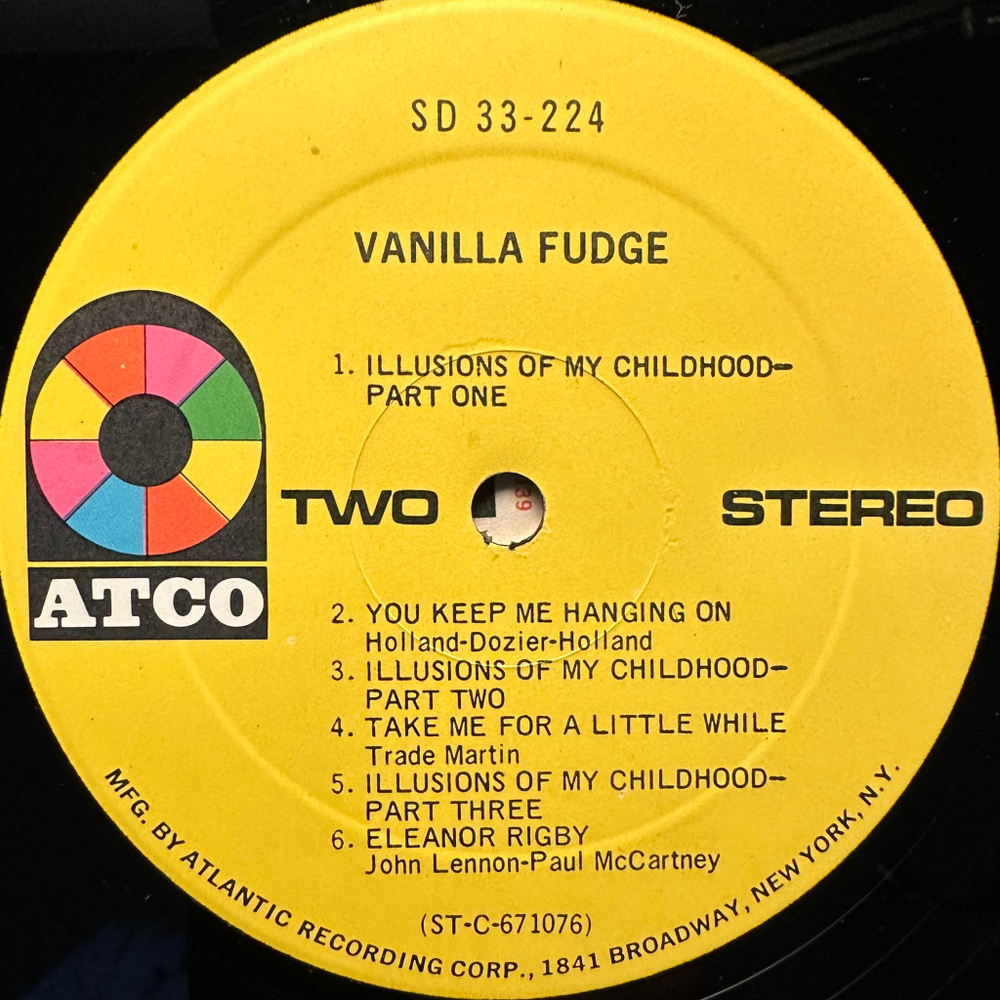 SD 33-224
VANILLA FUDGE
1. ILLUSIONS OF MY CHILDHOOD—
PART ONE
TWO
STEREO
39
ATCO
2. YOU KEEP ME HANGING ON
Holland-Dozier-Holland
3. ILLUSIONS OF MY CHILDHOOD—
PART TWO
4. TAKE ME FOR A LITTLE WHILE
Trade Martin
5. ILLUSIONS OF MY CHILDHOOD—
PART THREE
6. ELEANOR RIGBY
John Lennon-Paul McCartney
(ST-C-671076)
MFG. BY ATLANTIC RECORDING CORP., 1841 BROADWAY, NEW YORK, N.Y.